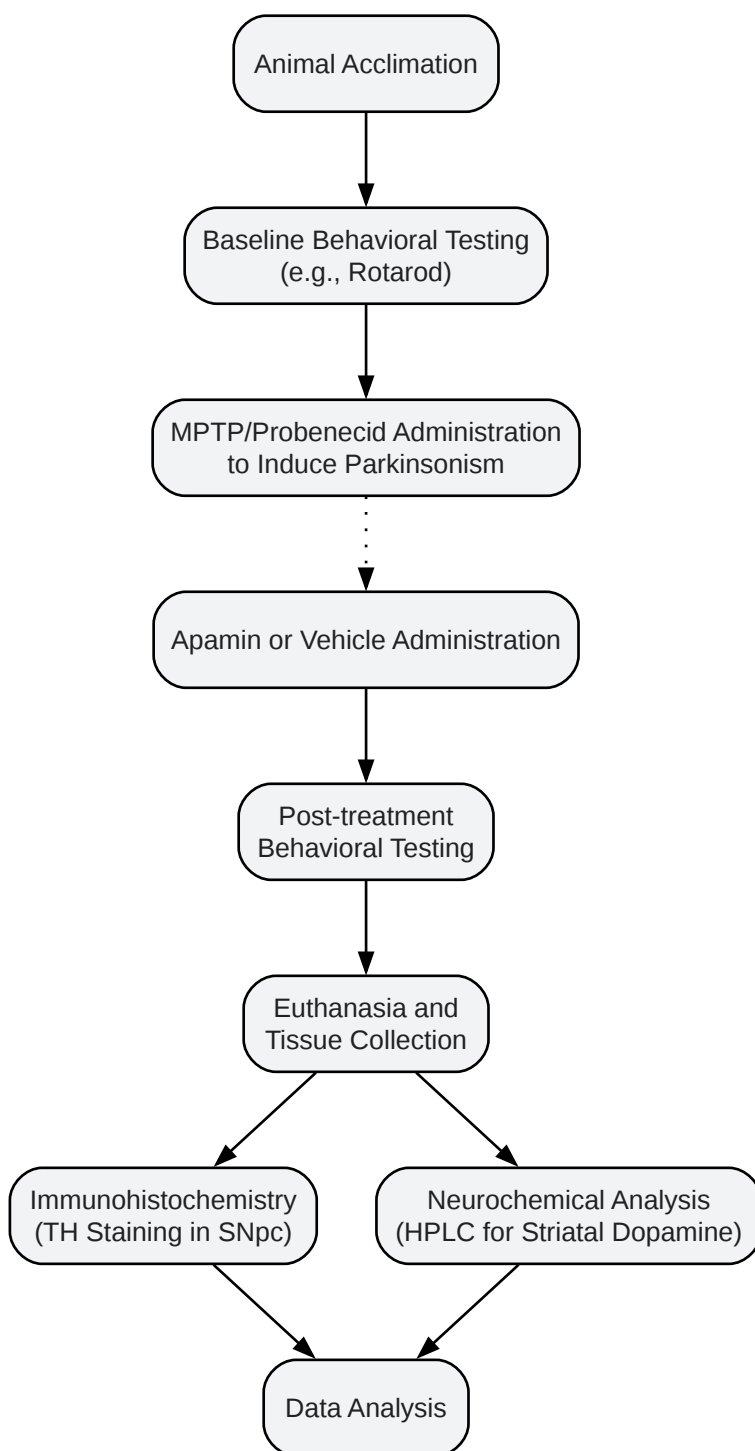 Animal Acclimation
Baseline Behavioral Testing
(e.g., Rotarod)
MPTP/Probenecid Administration
to Induce Parkinsonism
Apamin or Vehicle Administration
Post-treatment
Behavioral Testing
Euthanasia and
Tissue Collection
Immunohistochemistry
(TH Staining in SNpc)
Neurochemical Analysis
(HPLC for Striatal Dopamine)
Data Analysis